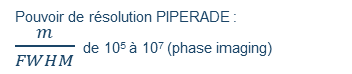 Pouvoir de résolution PIPERADE :
m
FWHM
de 10⁵ à 10⁷ (phase imaging)